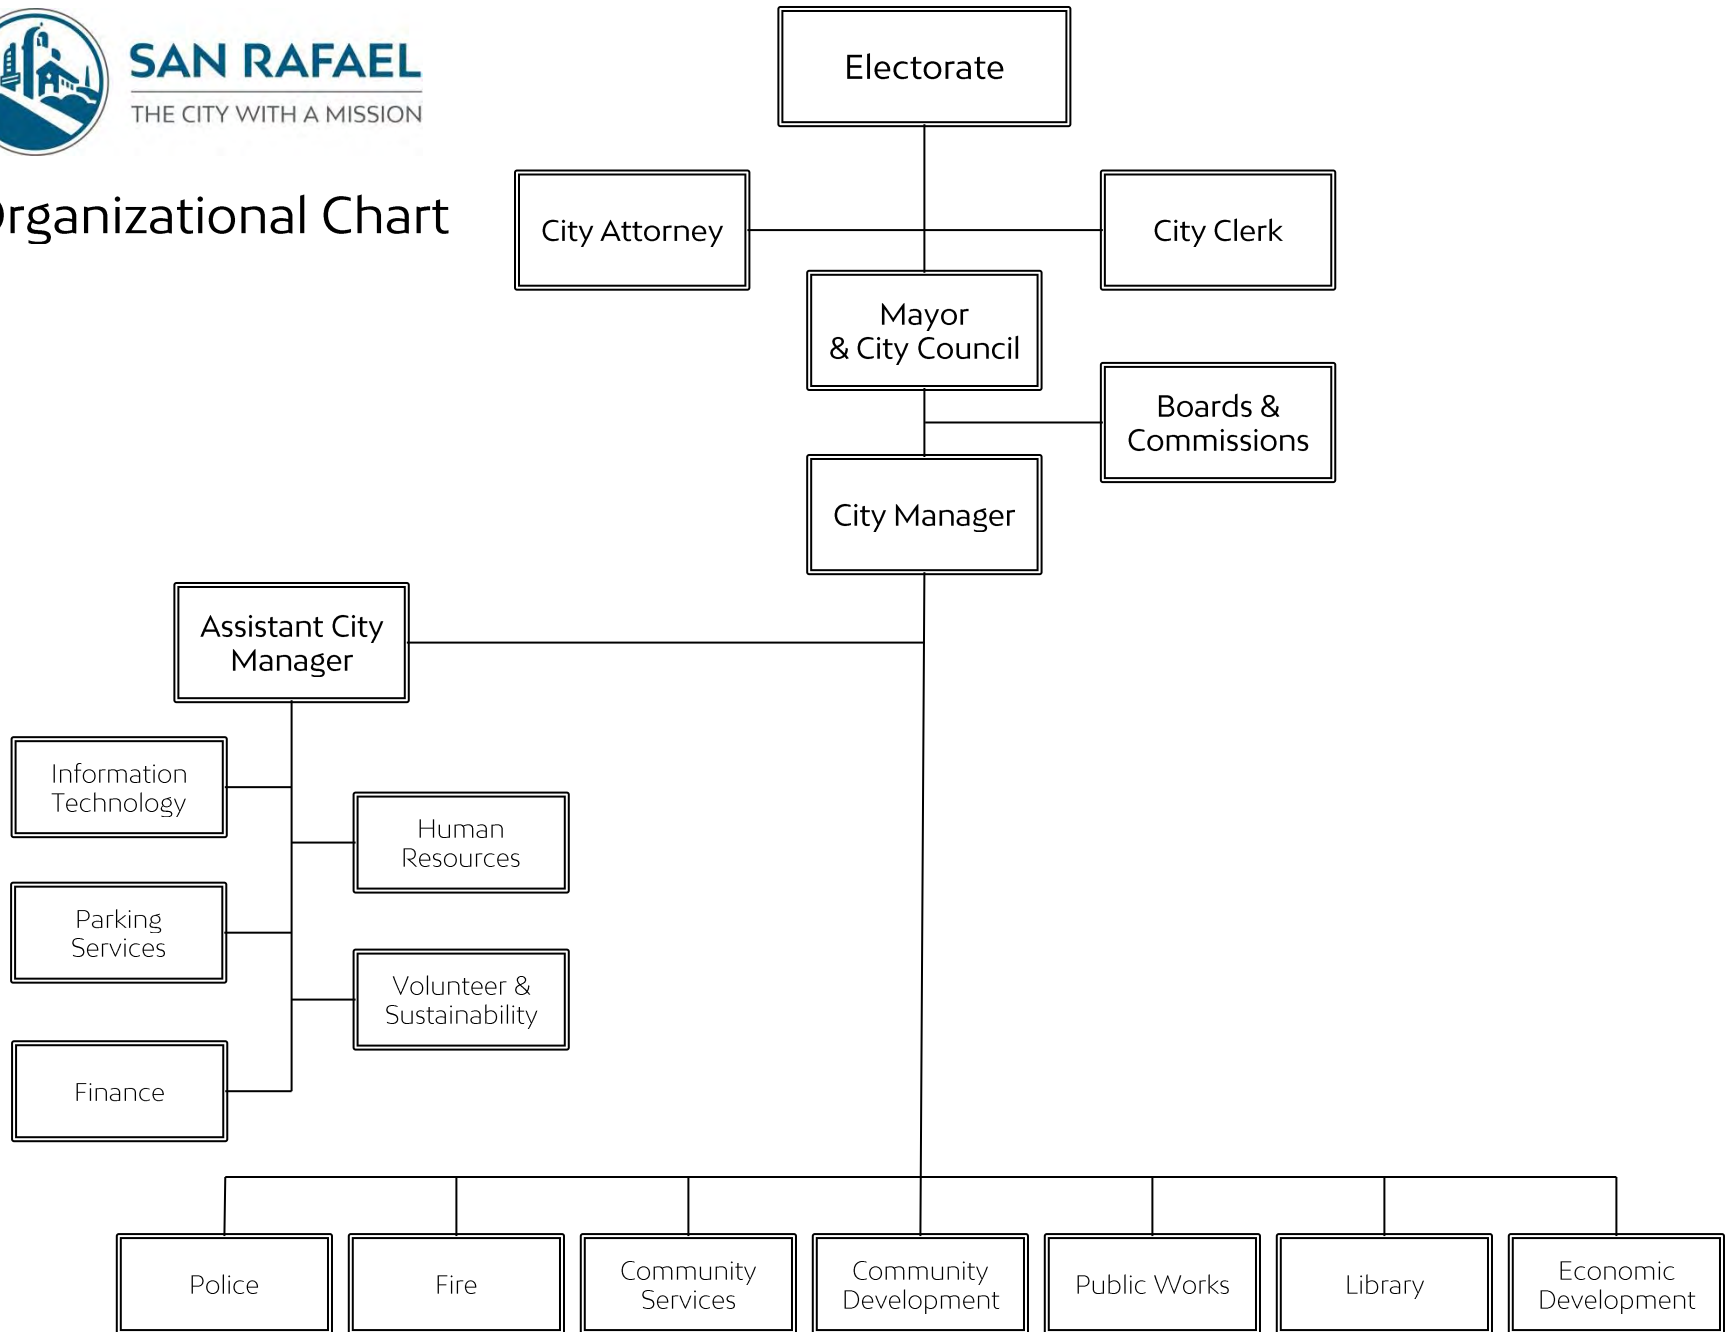 SAN RAFAEL
THE CITY WITH A MISSION
Organizational Chart
Electorate
City Attorney
City Clerk
Mayor
& City Council
Boards &
Commissions
City Manager
Assistant City
Manager
Information
Technology
Human
Resources
Parking
Services
Volunteer &
Sustainability
Finance
Police
Fire
Community
Services
Community
Development
Public Works
Library
Economic
Development